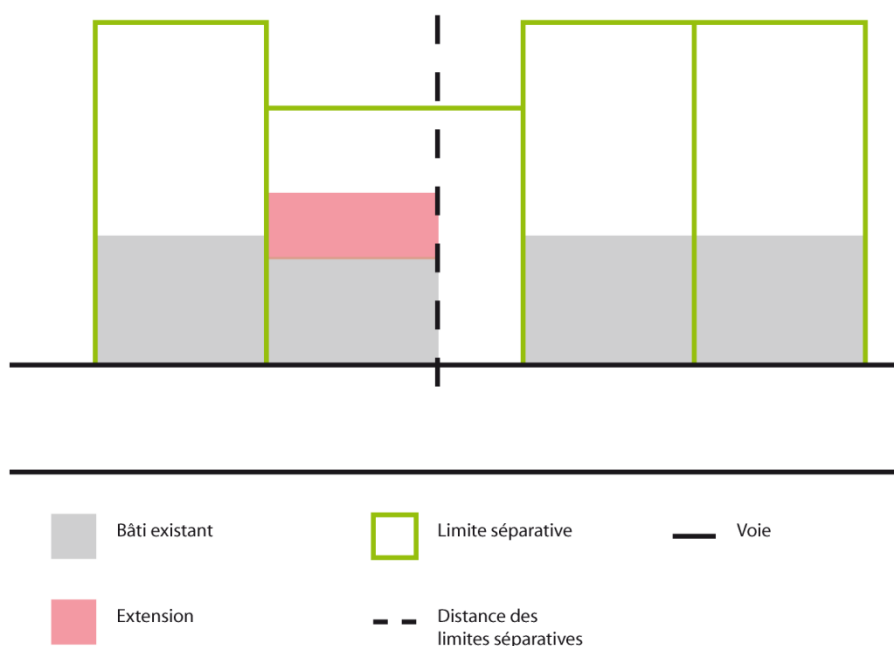 Bâti existant
Limite séparative
Voie
Extension
Distance des
limites séparatives